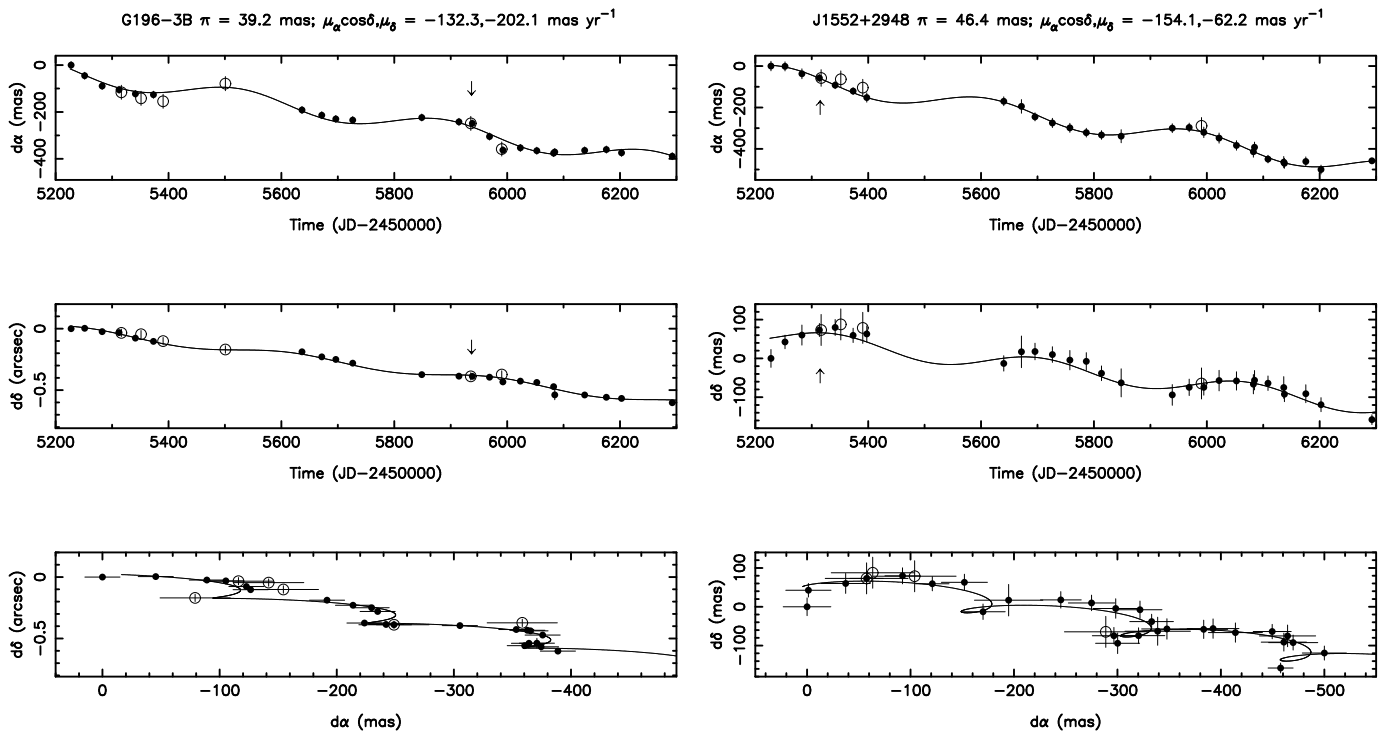 G196−3B π = 39.2 mas; μ_αcosδ,μ_δ = −132.3,−202.1 mas yr⁻¹
J1552+2948 π = 46.4 mas; μ_αcosδ,μ_δ = −154.1,−62.2 mas yr⁻¹
dα (mas)
0
−200
−400
5200 5400 5600 5800 6000 6200
Time (JD−2450000)
dα (mas)
0
−200
−400
5200 5400 5600 5800 6000 6200
Time (JD−2450000)
dδ (arcsec)
0
−0.5
5200 5400 5600 5800 6000 6200
Time (JD−2450000)
dδ (mas)
100
0
−100
5200 5400 5600 5800 6000 6200
Time (JD−2450000)
dδ (arcsec)
0
−0.5
0 −100 −200 −300 −400
dα (mas)
dδ (mas)
100
0
−100
0 −100 −200 −300 −400 −500
dα (mas)